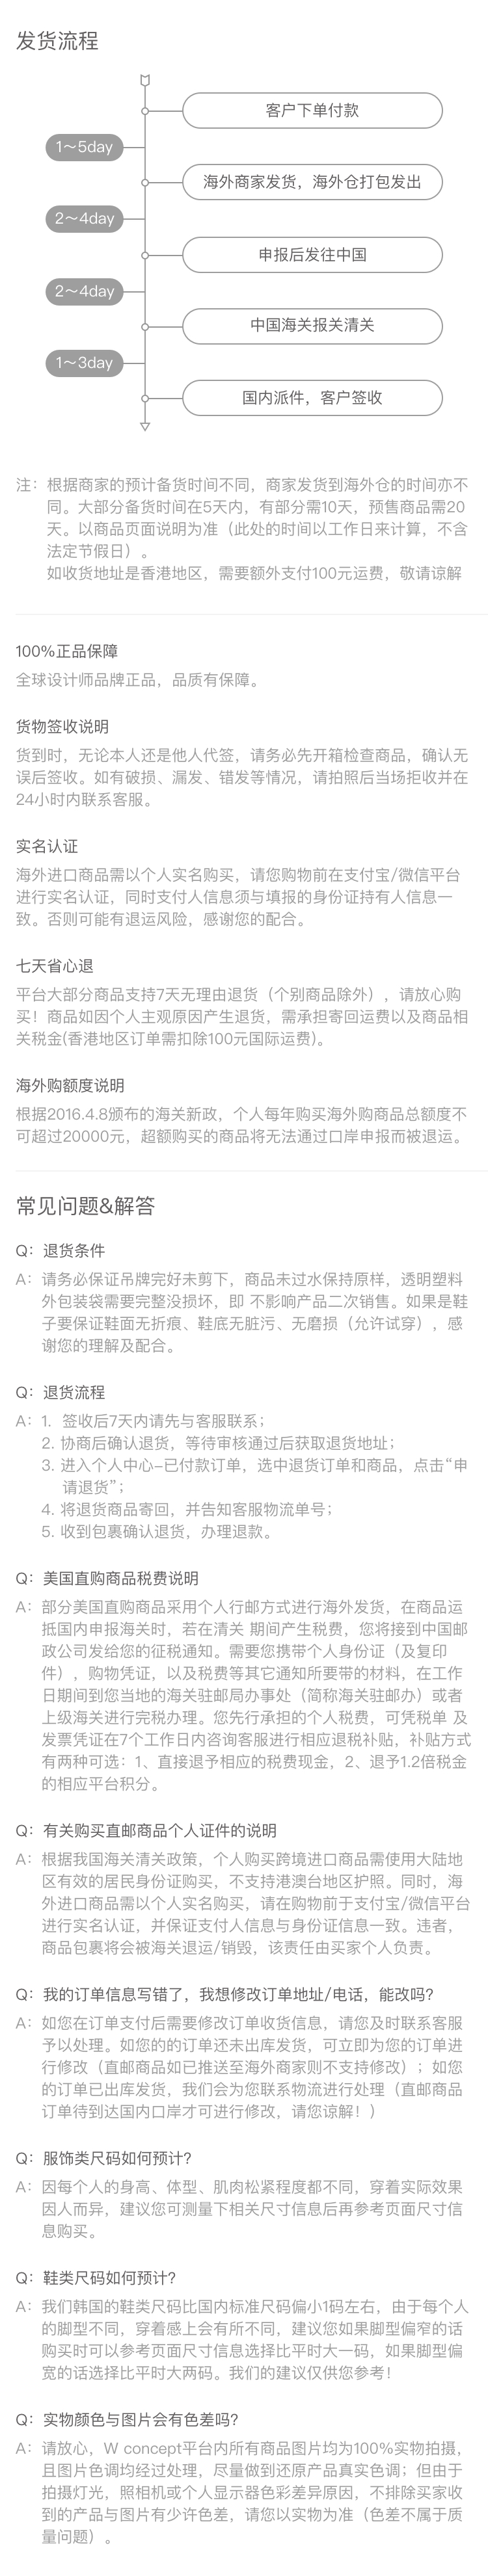 发货流程
客户下单付款
1～5day
海外商家发货，海外仓打包发出
2～4day
申报后发往中国
2～4day
中国海关报关清关
1～3day
国内派件，客户签收
注：根据商家的预计备货时间不同，商家发货到海外仓的时间亦不
同。大部分备货时间在5天内，有部分需10天，预售商品需20
天。以商品页面说明为准（此处的时间以工作日来计算，不含
法定节假日）。
如收货地址是香港地区，需要额外支付100元运费，敬请谅解
100%正品保障
全球设计师品牌正品，品质有保障。
货物签收说明
货到时，无论本人还是他人代签，请务必先开箱检查商品，确认无
误后签收。如有破损、漏发、错发等情况，请拍照后当场拒收并在
24小时内联系客服。
实名认证
海外进口商品需以个人实名购买，请您购物前在支付宝/微信平台
进行实名认证，同时支付人信息须与填报的身份证持有人信息一
致。否则可能有退运风险，感谢您的配合。
七天省心退
平台大部分商品支持7天无理由退货（个别商品除外），请放心购
买！商品如因个人主观原因产生退货，需承担寄回运费以及商品相
关税金(香港地区订单需扣除100元国际运费)。
海外购额度说明
根据2016.4.8颁布的海关新政，个人每年购买海外购商品总额度不
可超过20000元，超额购买的商品将无法通过口岸申报而被退运。
常见问题&解答
Q：退货条件
A：请务必保证吊牌完好未剪下，商品未过水保持原样，透明塑料
外包装袋需要完整没损坏，即 不影响产品二次销售。如果是鞋
子要保证鞋面无折痕、鞋底无脏污、无磨损（允许试穿），感
谢您的理解及配合。
Q：退货流程
A：1. 签收后7天内请先与客服联系；
2. 协商后确认退货，等待审核通过后获取退货地址；
3. 进入个人中心–已付款订单，选中退货订单和商品，点击“申
请退货”；
4. 将退货商品寄回，并告知客服物流单号；
5. 收到包裹确认退货，办理退款。
Q：美国直购商品税费说明
A：部分美国直购商品采用个人行邮方式进行海外发货，在商品运
抵国内申报海关时，若在清关 期间产生税费，您将接到中国邮
政公司发给您的征税通知。需要您携带个人身份证（及复印
件），购物凭证，以及税费等其它通知所要带的材料，在工作
日期间到您当地的海关驻邮局办事处（简称海关驻邮办）或者
上级海关进行完税办理。您先行承担的个人税费，可凭税单 及
发票凭证在7个工作日内咨询客服进行相应退税补贴，补贴方式
有两种可选：1、直接退予相应的税费现金，2、退予1.2倍税金
的相应平台积分。
Q：有关购买直邮商品个人证件的说明
A：根据我国海关清关政策，个人购买跨境进口商品需使用大陆地
区有效的居民身份证购买，不支持港澳台地区护照。同时，海
外进口商品需以个人实名购买，请在购物前于支付宝/微信平台
进行实名认证，并保证支付人信息与身份证信息一致。违者，
商品包裹将会被海关退运/销毁，该责任由买家个人负责。
Q：我的订单信息写错了，我想修改订单地址/电话，能改吗?
A：如您在订单支付后需要修改订单收货信息，请您及时联系客服
予以处理。如您的的订单还未出库发货，可立即为您的订单进
行修改（直邮商品如已推送至海外商家则不支持修改）；如您
的订单已出库发货，我们会为您联系物流进行处理（直邮商品
订单待到达国内口岸才可进行修改，请您谅解！）
Q：服饰类尺码如何预计?
A：因每个人的身高、体型、肌肉松紧程度都不同，穿着实际效果
因人而异，建议您可测量下相关尺寸信息后再参考页面尺寸信
息购买。
Q：鞋类尺码如何预计?
A：我们韩国的鞋类尺码比国内标准尺码偏小1码左右，由于每个人
的脚型不同，穿着感上会有所不同，建议您如果脚型偏窄的话
购买时可以参考页面尺寸信息选择比平时大一码，如果脚型偏
宽的话选择比平时大两码。我们的建议仅供您参考！
Q：实物颜色与图片会有色差吗?
A：请放心，W concept平台内所有商品图片均为100%实物拍摄，
且图片色调均经过处理，尽量做到还原产品真实色调；但由于
拍摄灯光，照相机或个人显示器色彩差异原因，不排除买家收
到的产品与图片有少许色差，请您以实物为准（色差不属于质
量问题）。